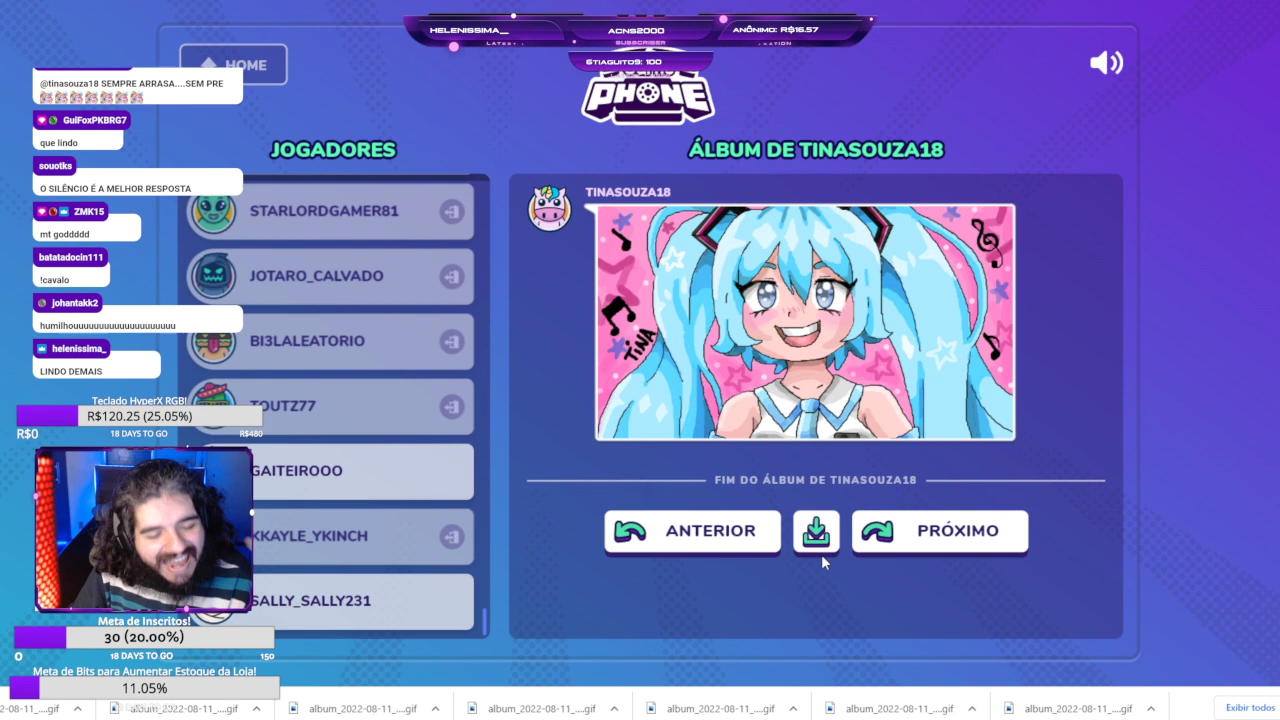 HELENISSIMA__
ACNS2000
ANÔNIMO: R$16.57
SUBSCRIBER
6TIAGUITO9: 100
HOME
PHONE
@tinasouza18 SEMPRE ARRASA....SEM PRE
GuiFoxPKBRG7
que lindo
souotks
O SILÊNCIO É A MELHOR RESPOSTA
ZMK15
mt goddddd
batatadocin111
!cavalo
johantakk2
humilhouuuuuuuuuuuuuuuuuuuuu
helenissima_
LINDO DEMAIS
Teclado HyperX RGB!
R$120.25 (25.05%)
R$0
18 DAYS TO GO
R$480
Meta de Inscritos!
30 (20.00%)
0
18 DAYS TO GO
150
Meta de Bits para Aumentar Estoque da Loja!
11.05%
JOGADORES
STARLORDGAMER81
JOTARO_CALVADO
BI3LALEATORIO
TOUTZ77
GAITEIROOO
KKAYLE_YKINCH
SALLY_SALLY231
ÁLBUM DE TINASOUZA18
TINASOUZA18
TINA
FIM DO ÁLBUM DE TINASOUZA18
ANTERIOR
PRÓXIMO
2-08-11_....gif
album_2022-08-11_....gif
album_2022-08-11_....gif
album_2022-08-11_....gif
album_2022-08-11_....gif
album_2022-08-11_....gif
album_2022-08-11_....gif
Exibir todos